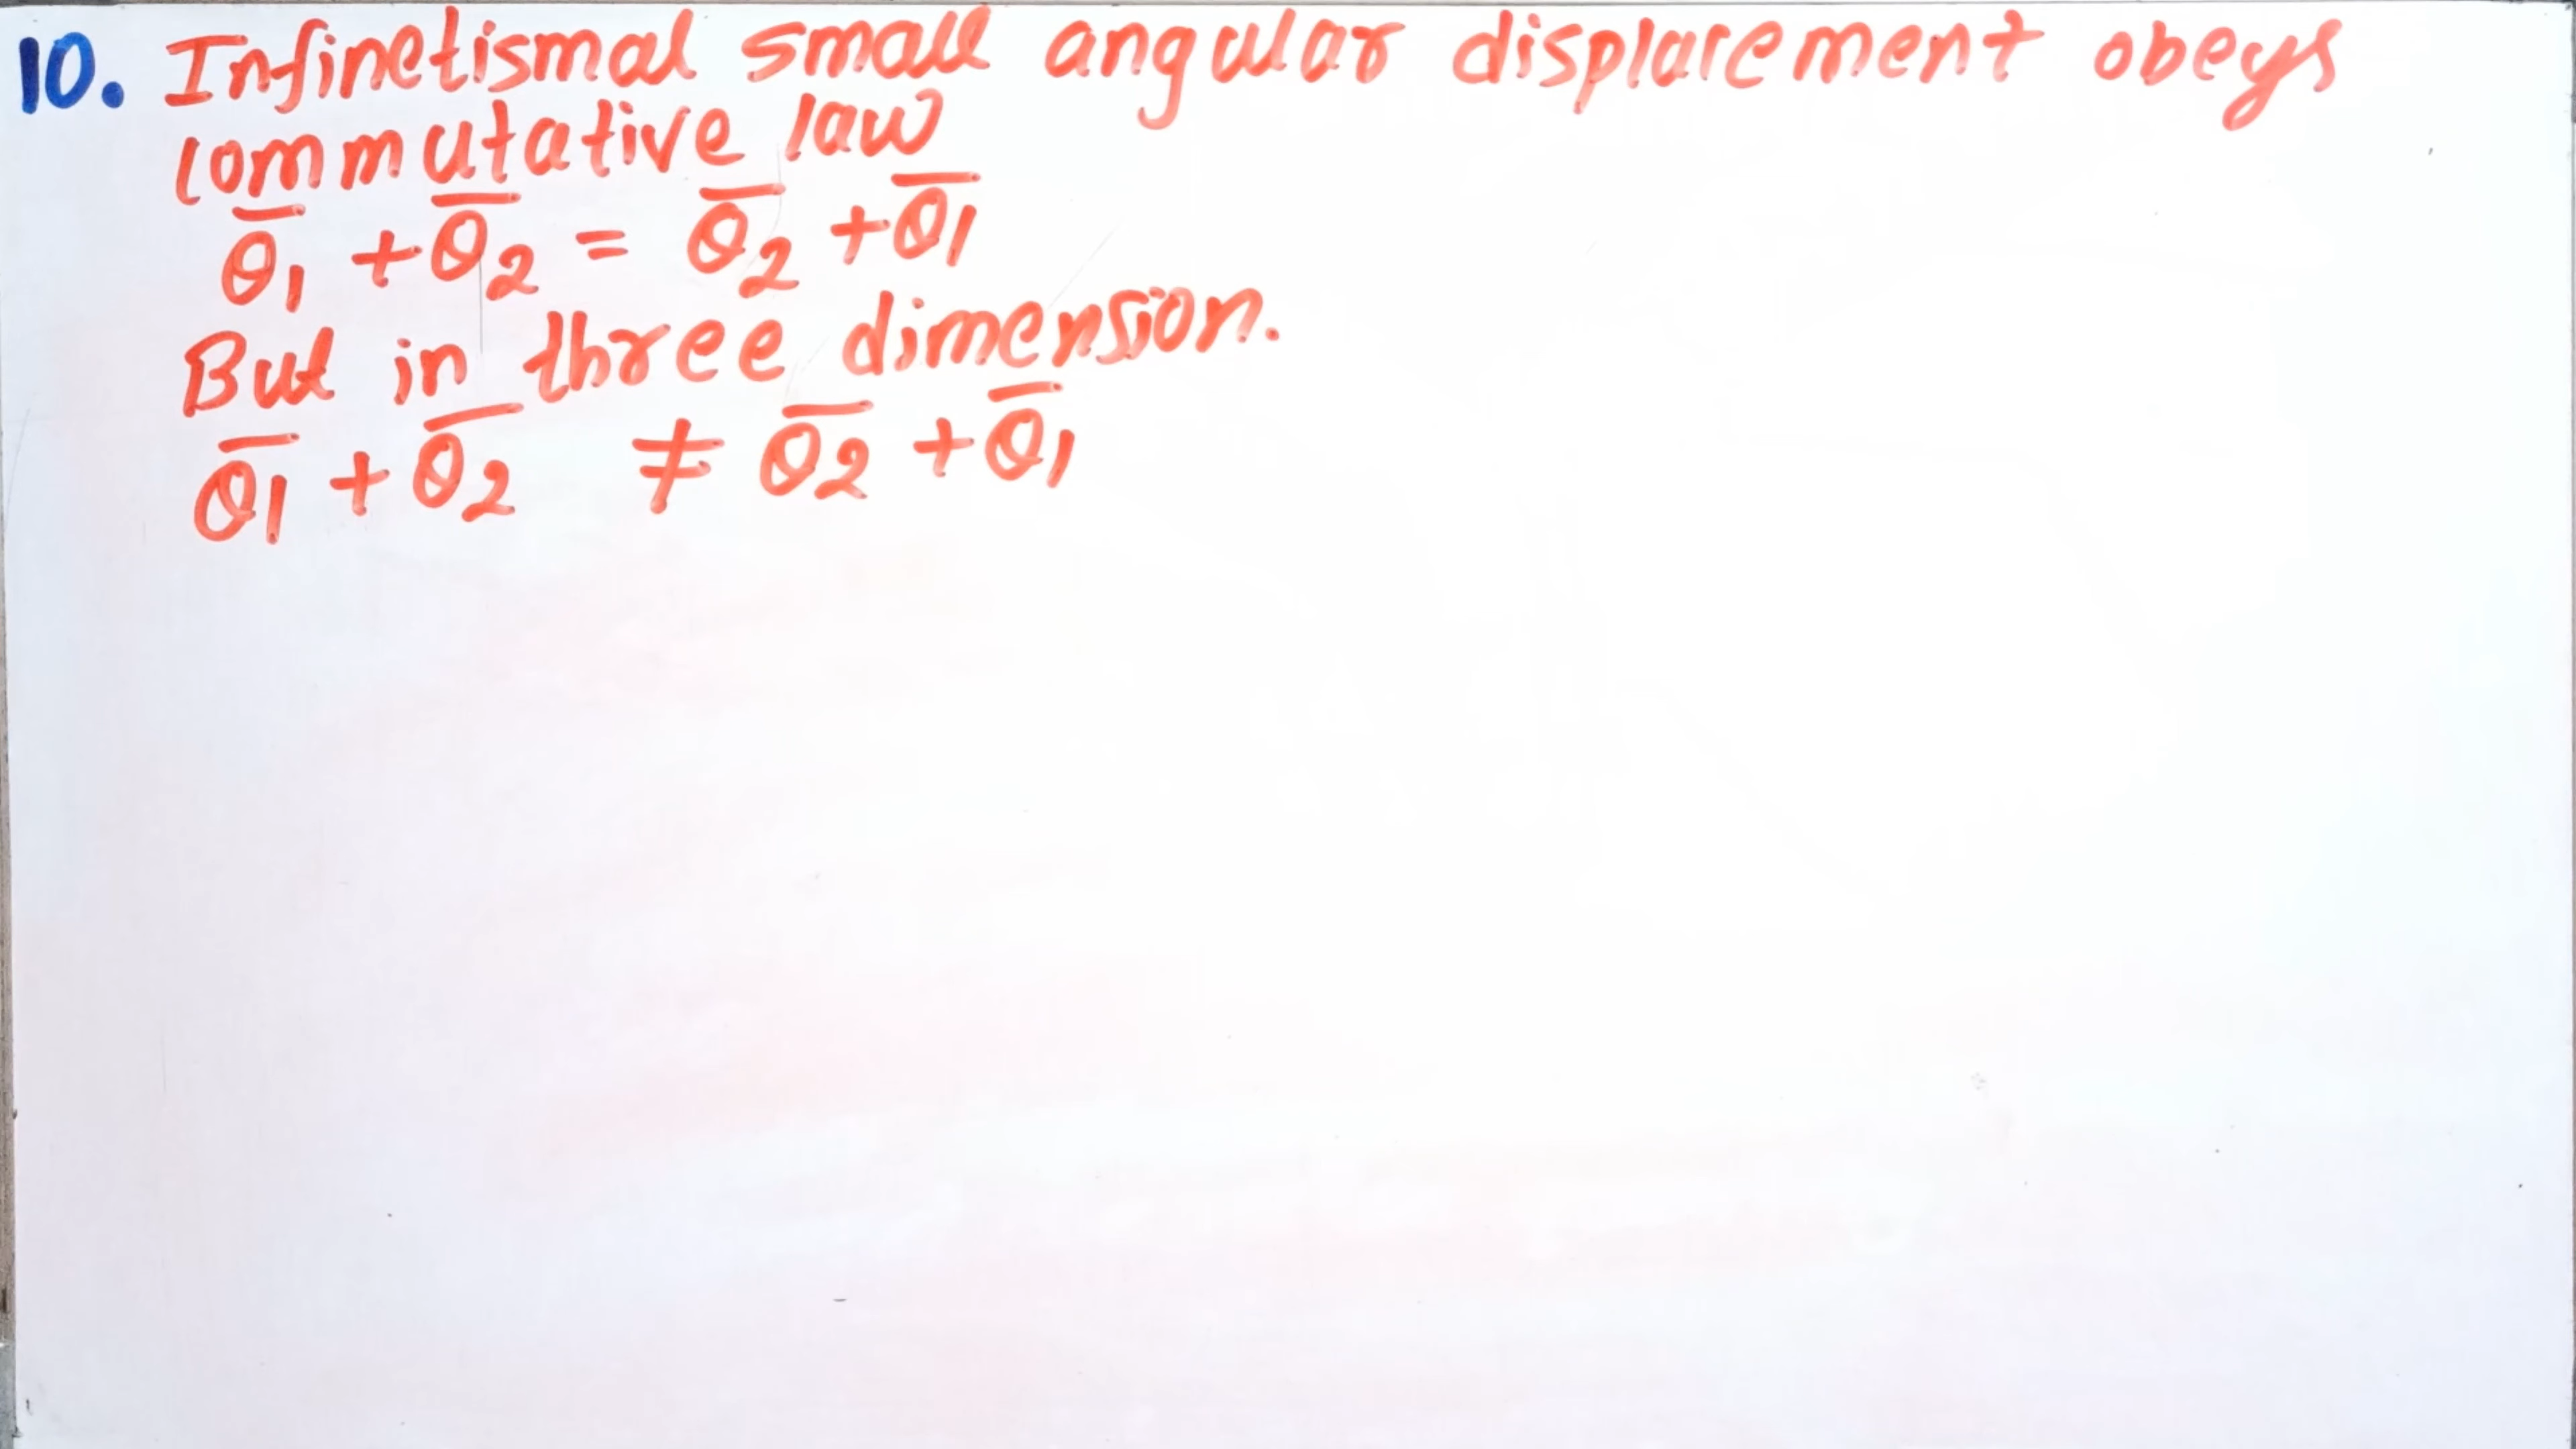 10. Infinetismal small angular displacement obeys
commutative law
θ̅₁ + θ̅₂ = θ̅₂ + θ̅₁
But in three dimension.
θ̅₁ + θ̅₂ ≠ θ̅₂ + θ̅₁